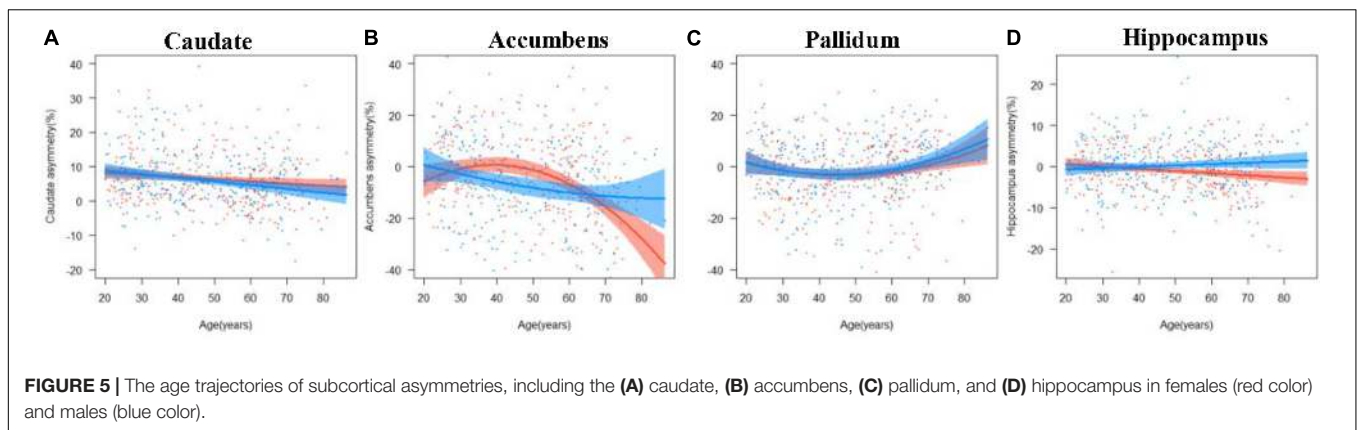 A Caudate B Accumbens C Pallidum D Hippocampus
Caudate asymmetry(%)
40
30
20
10
0
-10
-20
20 30 40 50 60 70 80
Age(years)
Accumbens asymmetry(%)
40
20
0
-20
-40
20 30 40 50 60 70 80
Age(years)
40
20
0
-20
-40
20 30 40 50 60 70 80
Age(years)
Hippocampus asymmetry(%)
20
10
0
-10
-20
20 30 40 50 60 70 80
Age(years)
FIGURE 5 | The age trajectories of subcortical asymmetries, including the (A) caudate, (B) accumbens, (C) pallidum, and (D) hippocampus in females (red color)
and males (blue color).